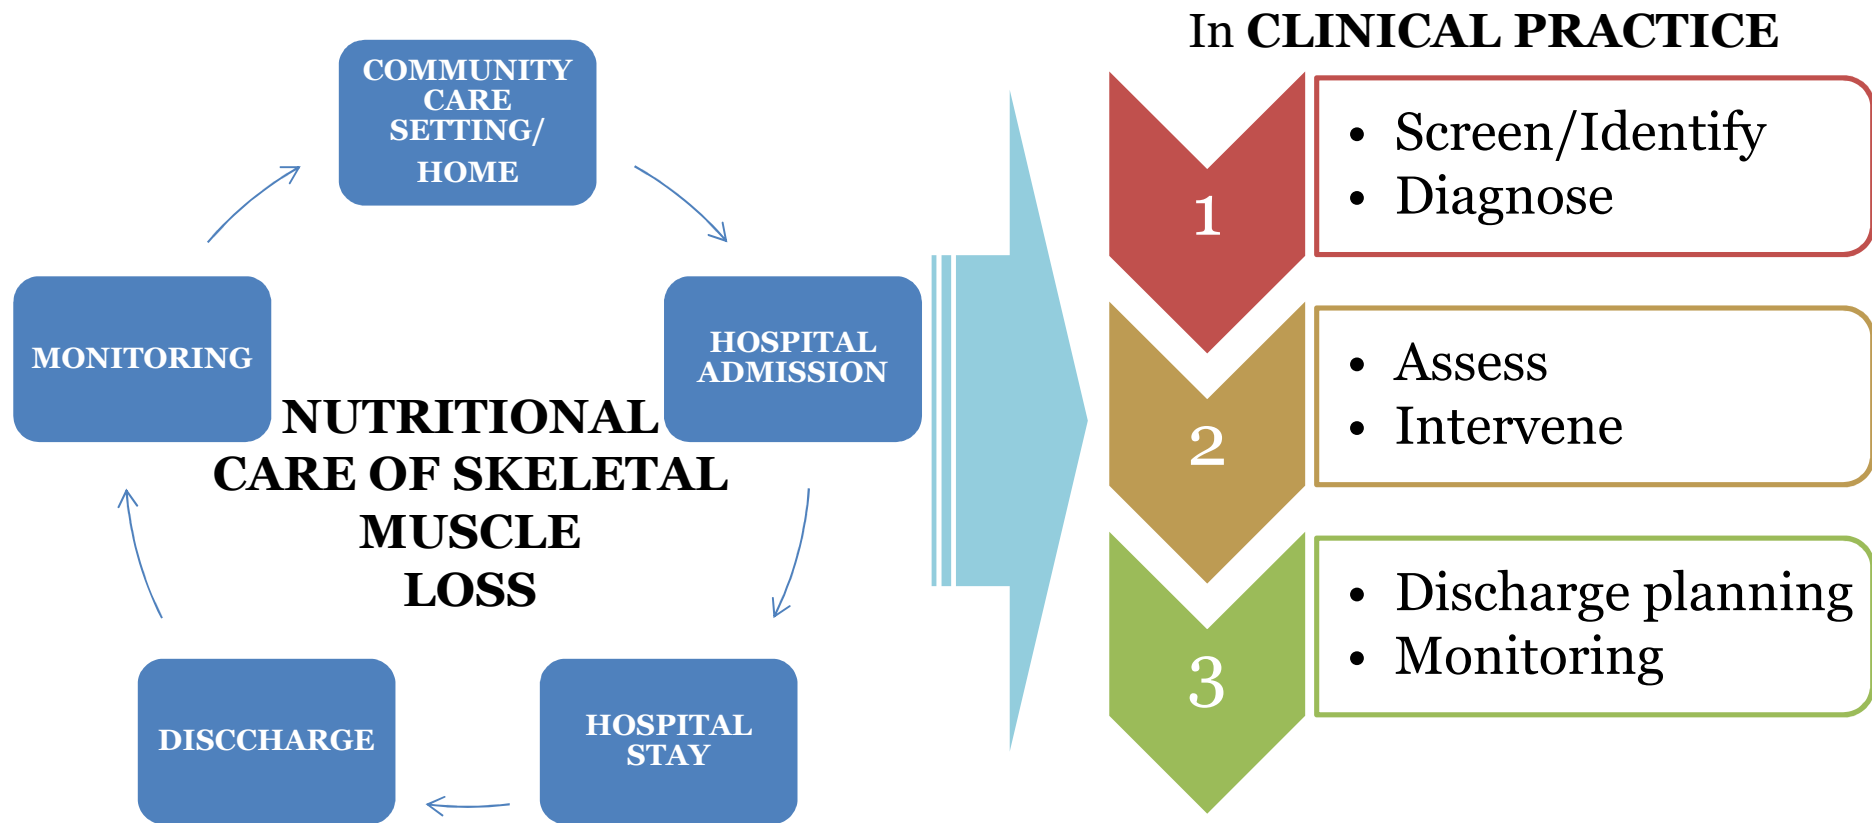 COMMUNITY
CARE
SETTING/
HOME
HOSPITAL
ADMISSION
HOSPITAL
STAY
DISCCHARGE
MONITORING
NUTRITIONAL
CARE OF SKELETAL
MUSCLE
LOSS
In CLINICAL PRACTICE
1
• Screen/Identify
• Diagnose
2
• Assess
• Intervene
3
• Discharge planning
• Monitoring